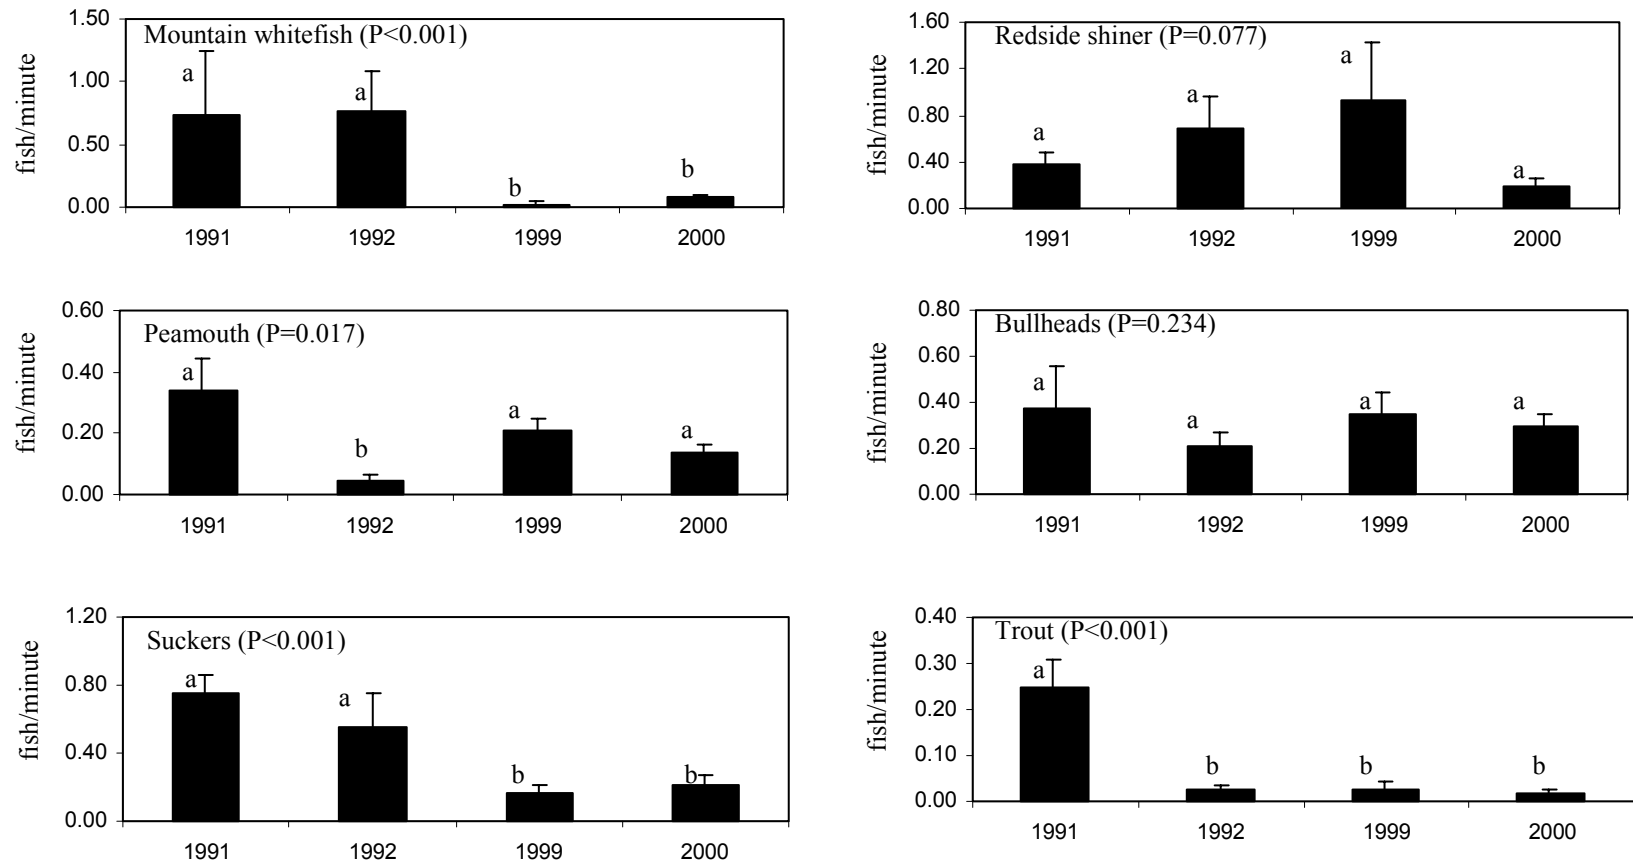 Mountain whitefish (P<0.001)
fish/minute
1.50
1.00
0.50
0.00
a
a
b
b
1991 1992 1999 2000
Redside shiner (P=0.077)
fish/minute
1.60
1.20
0.80
0.40
0.00
a
a
a
a
1991 1992 1999 2000
Peamouth (P=0.017)
fish/minute
0.60
0.40
0.20
0.00
a
b
a
a
1991 1992 1999 2000
Bullheads (P=0.234)
fish/minute
0.80
0.60
0.40
0.20
0.00
a
a
a
a
1991 1992 1999 2000
Suckers (P<0.001)
fish/minute
1.20
0.80
0.40
0.00
a
a
b
b
1991 1992 1999 2000
Trout (P<0.001)
fish/minute
0.40
0.30
0.20
0.10
0.00
a
b
b
b
1991 1992 1999 2000